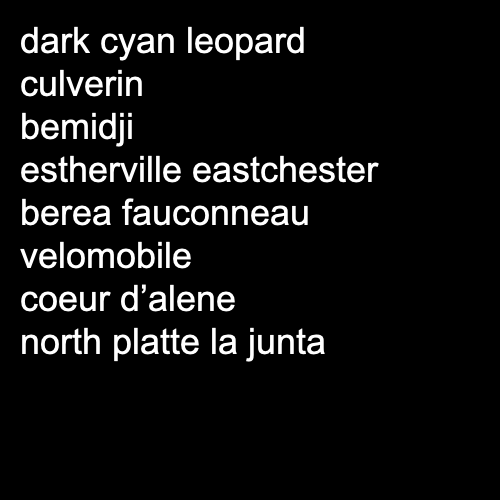 dark cyan leopard
culverin
bemidji
estherville eastchester
berea fauconneau
velomobile
coeur d’alene
north platte la junta